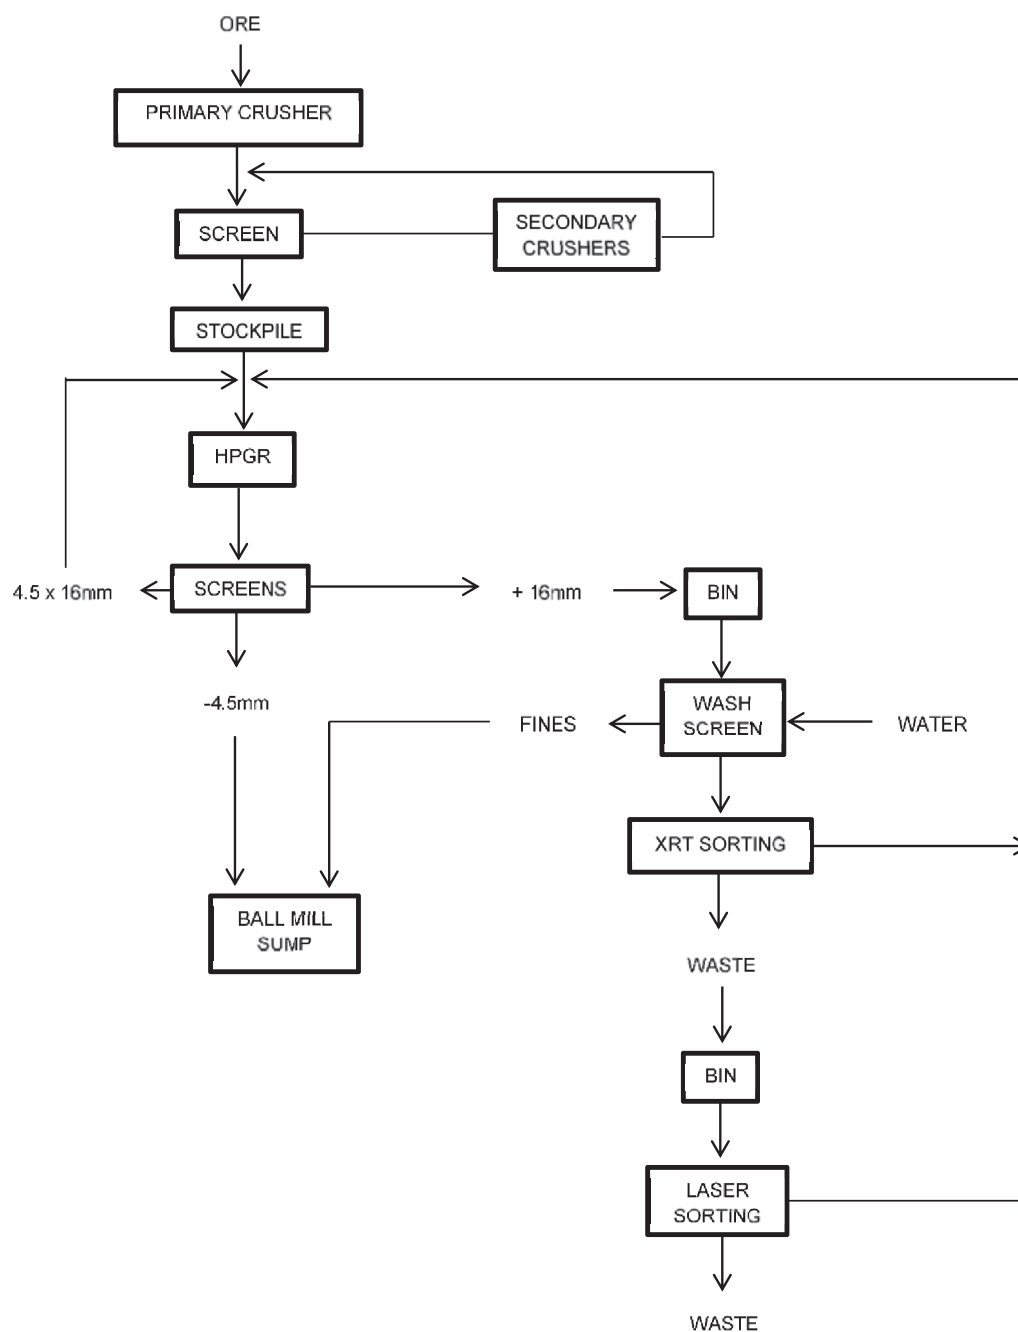 ORE
PRIMARY CRUSHER
SCREEN
SECONDARY
CRUSHERS
STOCKPILE
HPGR
4.5 x 16mm
SCREENS
+ 16mm
BIN
-4.5mm
FINES
WASH
SCREEN
WATER
XRT SORTING
BALL MILL
SUMP
WASTE
BIN
LASER
SORTING
WASTE